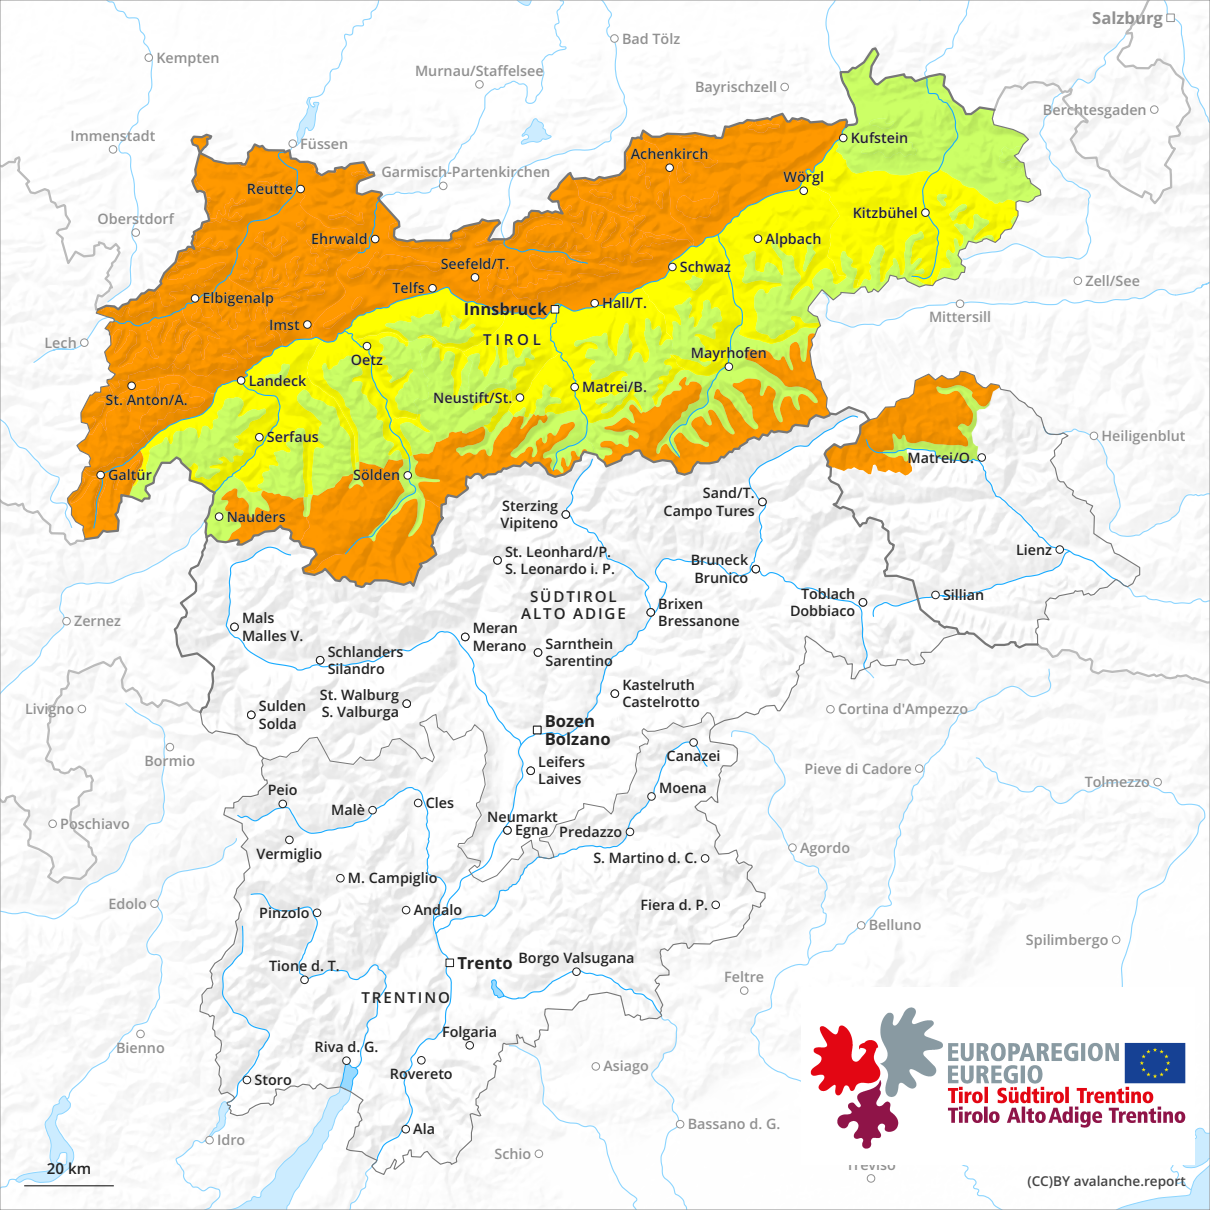 Salzburg
Bad Tölz
Kempten
Murnau/Staffelsee
Bayrischzell
Berchtesgaden
Immenstadt
Füssen
Kufstein
Achenkirch
Garmisch-Partenkirchen
Wörgl
Reutte
Oberstdorf
Kitzbühel
Ehrwald
Alpbach
Seefeld/T.
Schwaz
Zell/See
Telfs
Elbigenalp
Innsbruck
Hall/T.
Mittersill
Imst
TIROL
Lech
Oetz
Mayrhofen
Landeck
Matrei/B.
St. Anton/A.
Neustift/St.
Serfaus
Heiligenblut
Matrei/O.
Galtür
Sölden
Nauders
Sterzing
Vipiteno
Sand/T.
Campo Tures
St. Leonhard/P.
S. Leonardo i. P.
Bruneck
Brunico
Lienz
SÜDTIROL
ALTO ADIGE
Toblach
Dobbiaco
Sillian
Brixen
Bressanone
Zernez
Mals
Malles V.
Meran
Merano
Sarnthein
Sarentino
Schlanders
Silandro
St. Walburg
S. Valburga
Kastelruth
Castelrotto
Livigno
Sulden
Solda
Cortina d'Ampezzo
Bozen
Bolzano
Bormio
Canazei
Leifers
Laives
Pieve di Cadore
Tolmezzo
Peio
Moena
Malè
Cles
Neumarkt
Egna
Predazzo
Poschiavo
Vermiglio
S. Martino d. C.
Agordo
M. Campiglio
Edolo
Pinzolo
Andalo
Fiera d. P.
Belluno
Spilimbergo
Trento
Borgo Valsugana
Tione d. T.
Feltre
TRENTINO
Folgaria
Bienno
Riva d. G.
Rovereto
Asiago
Storo
EUROPAREGION
EUREGIO
Tirol Südtirol Trentino
Tirolo Alto Adige Trentino
Ala
Bassano d. G.
Idro
Schio
Treviso
20 km
(CC)BY avalanche.report